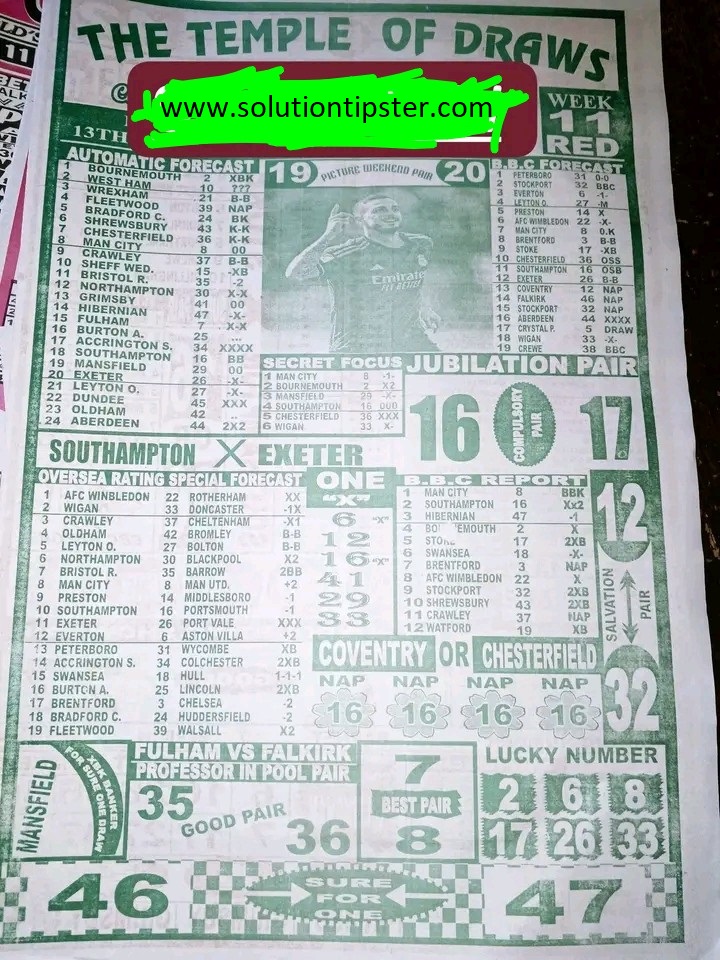 THE TEMPLE OF DRAWS
www.solutiontipster.com
13TH
WEEK
11
RED
AUTOMATIC FORECAST
1 BOURNEMOUTH 2 XBK
2 WEST HAM 10 ???
3 WREXHAM 21 B-B
4 FLEETWOOD 39 NAP
5 BRADFORD C. 24 BK
6 SHREWSBURY 43 K-K
7 CHESTERFIELD 36 K-K
8 MAN CITY 8 00
9 CRAWLEY 37 B-B
10 SHEFF WED. 15 -XB
11 BRISTOL R. 35 -2
12 NORTHAMPTON 30 X-X
13 GRIMSBY 41 00
14 HIBERNIAN 47 -X-
15 FULHAM 7 X-X
16 BURTON A. 25 ...
17 ACCRINGTON S. 34 XXXX
18 SOUTHAMPTON 16 BB
19 MANSFIELD 29 00
20 EXETER 26 -X-
21 LEYTON O. 27 -X-
22 DUNDEE 45 XXX
23 OLDHAM 42 ..
24 ABERDEEN 44 2X2
19 PICTURE WEEKEND PAIR 20
Emirates
FLY BETTER
B.B.C FORECAST
1 PETERBORO 31 0-0
2 STOCKPORT 32 BBC
3 EVERTON 6 -1-
4 LEYTON O. 27 -M
5 PRESTON 14 X
6 AFC WIMBLEDON 22 -X-
7 MAN CITY 8 O.K
8 BRENTFORD 3 B-B
9 STOKE 17 -XB
10 CHESTERFIELD 36 OSS
11 SOUTHAMPTON 16 OSB
12 EXETER 26 B-B
13 COVENTRY 12 NAP
14 FALKIRK 46 NAP
15 STOCKPORT 32 NAP
16 ABERDEEN 44 XXXX
17 CRYSTAL P. 5 DRAW
18 WIGAN 33 -X-
19 CREWE 38 BBC
SECRET FOCUS
1 MAN CITY 8 -1-
2 BOURNEMOUTH 2 X2
3 MANSFIELD 29 -X-
4 SOUTHAMPTON 16 OUO
5 CHESTERFIELD 36 XXX
6 WIGAN 33 X-
JUBILATION PAIR
16 COMPULSORY PAIR 17
SOUTHAMPTON X EXETER
OVERSEA RATING SPECIAL FORECAST
1 AFC WINBLEDON 22 ROTHERHAM XX
2 WIGAN 33 DONCASTER -1X
3 CRAWLEY 37 CHELTENHAM -X1
4 OLDHAM 42 BROMLEY B-B
5 LEYTON O. 27 BOLTON B-B
6 NORTHAMPTON 30 BLACKPOOL X2
7 BRISTOL R. 35 BARROW 2BB
8 MAN CITY 8 MAN UTD. +2
9 PRESTON 14 MIDDLESBORO -1
10 SOUTHAMPTON 16 PORTSMOUTH -1
11 EXETER 26 PORT VALE XXX
12 EVERTON 6 ASTON VILLA +2
13 PETERBORO 31 WYCOMBE XB
14 ACCRINGTON S. 34 COLCHESTER 2XB
15 SWANSEA 18 HULL 1-1-1
16 BURTON A 25 LINCOLN 2XB
17 BRENTFORD 3 CHELSEA -2
18 BRADFORD C. 24 HUDDERSFIELD -2
19 FLEETWOOD 39 WALSALL X2
ONE
"X"
6 "X"
12
16 "X"
41
29
33
B.B.C REPORT
1 MAN CITY 8 BBK
2 SOUTHAMPTON 16 Xx2
3 HIBERNAL 47 -1
4 BO EMOUTH 2 X
5 STOKE 17 2XB
6 SWANSEA 18 -X-
7 BRENTFORD 3 NAP
8 AFC WIMBLEDON 22 X
9 STOCKPORT 32 2XB
10 SHREWSBURY 43 2XB
11 CRAWLEY 37 NAP
12 WATFORD 19 XB
12
SALVATION PAIR
32
COVENTRY OR CHESTERFIELD
NAP NAP NAP NAP
16 16 16 16
MANSFIELD
XBK BANKER FOR SURE ONE DRAW
FULHAM VS FALKIRK
PROFESSOR IN POOL PAIR
35 GOOD PAIR 36
7
BEST PAIR
8
LUCKY NUMBER
2 6 8
17 26 33
46 SURE FOR ONE 47